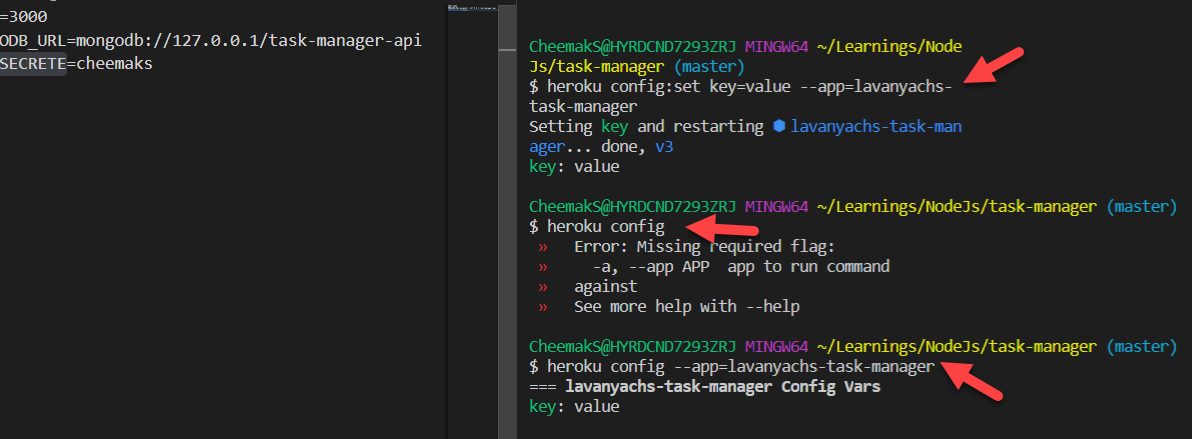 =3000
ODB_URL=mongodb://127.0.0.1/task-manager-api
SECRETE=cheemaks
CheemakS@HYRDCND7293ZRJ MINGW64 ~/Learnings/Node
Js/task-manager (master)
$ heroku config:set key=value --app=lavanyachs-
task-manager
Setting key and restarting ⬢ lavanyachs-task-man
ager... done, v3
key: value
CheemakS@HYRDCND7293ZRJ MINGW64 ~/Learnings/NodeJs/task-manager (master)
$ heroku config
»   Error: Missing required flag:
»     -a, --app APP  app to run command
»   against
»   See more help with --help
CheemakS@HYRDCND7293ZRJ MINGW64 ~/Learnings/NodeJs/task-manager (master)
$ heroku config --app=lavanyachs-task-manager
=== lavanyachs-task-manager Config Vars
key: value